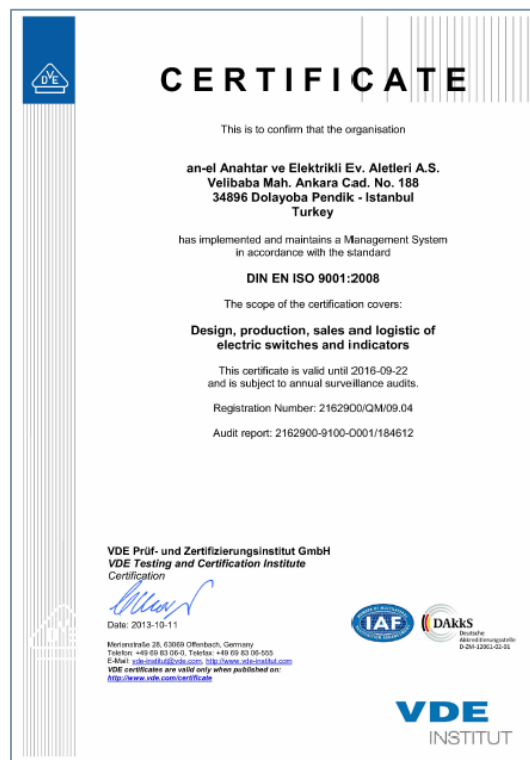 VDE
CERTIFICATE
This is to confirm that the organisation
an-el Anahtar ve Elektrikli Ev. Aletleri A.S.
Velibaba Mah. Ankara Cad. No. 188
34896 Dolayoba Pendik - Istanbul
Turkey
has implemented and maintains a Management System
in accordance with the standard
DIN EN ISO 9001:2008
The scope of the certification covers:
Design, production, sales and logistic of
electric switches and indicators
This certificate is valid until 2016-09-22
and is subject to annual surveillance audits.
Registration Number: 2162900/QM/09.04
Audit report: 2162900-9100-0001/184612
VDE Prüf- und Zertifizierungsinstitut GmbH
VDE Testing and Certification Institute
Certification
Date: 2013-10-11
Merianstraße 28, 63069 Offenbach, Germany
Telefon: +49 69 83 06-0, Telefax: +49 69 83 06-555
E-Mail: vde-institut@vde.com, http://www.vde-institut.com
VDE certificates are valid only when published on:
http://www.vde.com/certificate
IAF
DAkkS
Deutsche
Akkreditierungsstelle
D-ZM-12061-02-01
VDE
VDE
INSTITUT